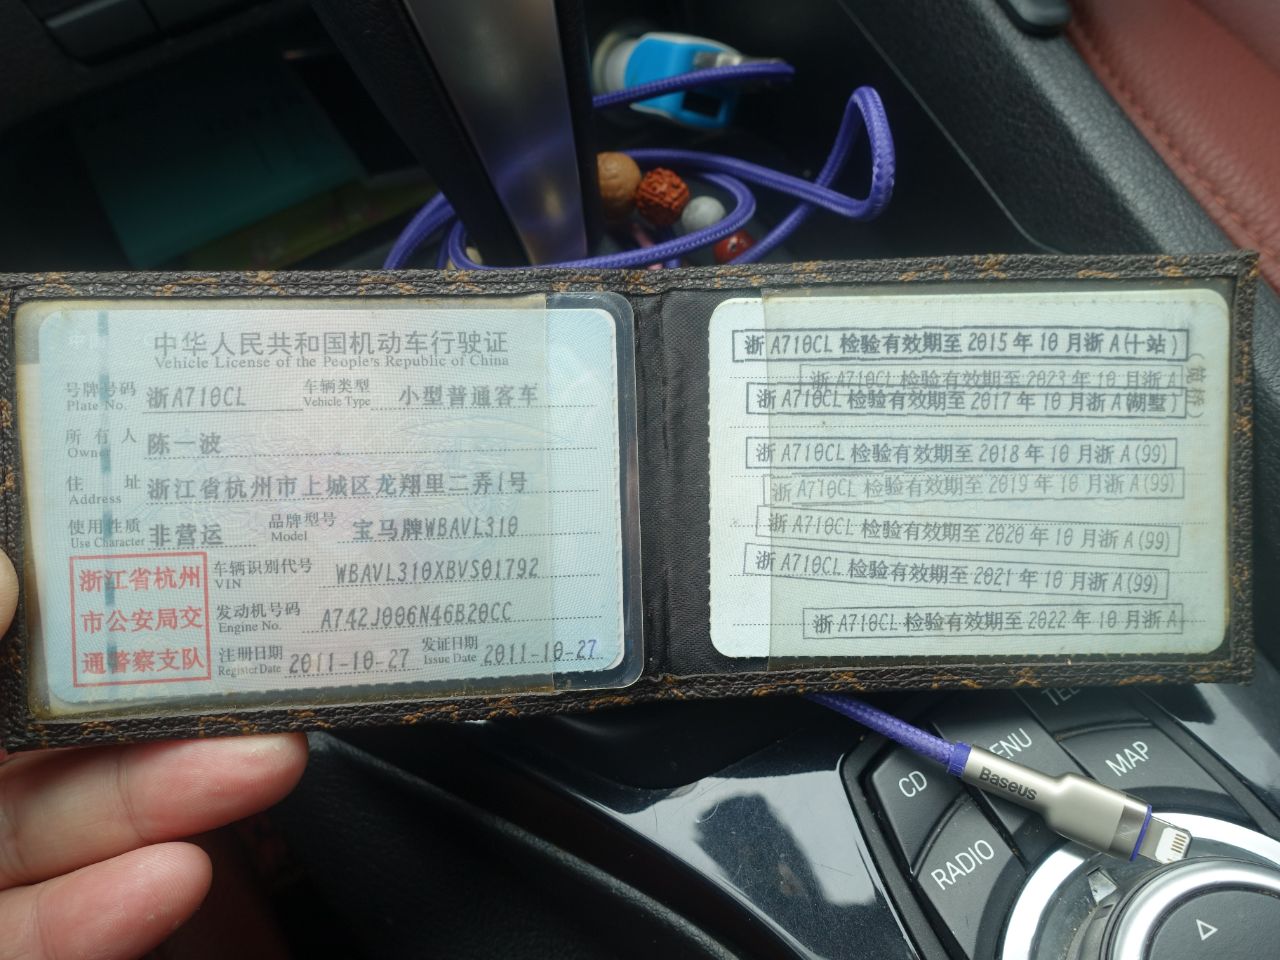 中华人民共和国机动车行驶证
Vehicle License of the People's Republic of China
号牌号码 浙A710CL 车辆类型 小型普通客车
Plate No. Vehicle Type
所有人 陈一波
Owner
住址 浙江省杭州市上城区龙翔里二弄1号
Address
使用性质 非营运 品牌型号 宝马牌WBAVL310
Use Character Model
浙江省杭州
市公安局交
通警察支队
车辆识别代号 WBAVL310XBVS01792
VIN
发动机号码 A742J006N46B20CC
Engine No.
注册日期 2011-10-27 发证日期 2011-10-27
Register Date Issue Date
浙A710CL检验有效期至2015年10月浙A(十站)
浙A710CL检验有效期至2023年10月浙A
浙A710CL检验有效期至2017年10月浙A(湖墅)
浙A710CL检验有效期至2018年10月浙A(99)
浙A710CL检验有效期至2019年10月浙A(99)
浙A710CL检验有效期至2020年10月浙A(99)
浙A710CL检验有效期至2021年10月浙A(99)
浙A710CL检验有效期至2022年10月浙A
CD
MENU
MAP
RADIO
Baseus